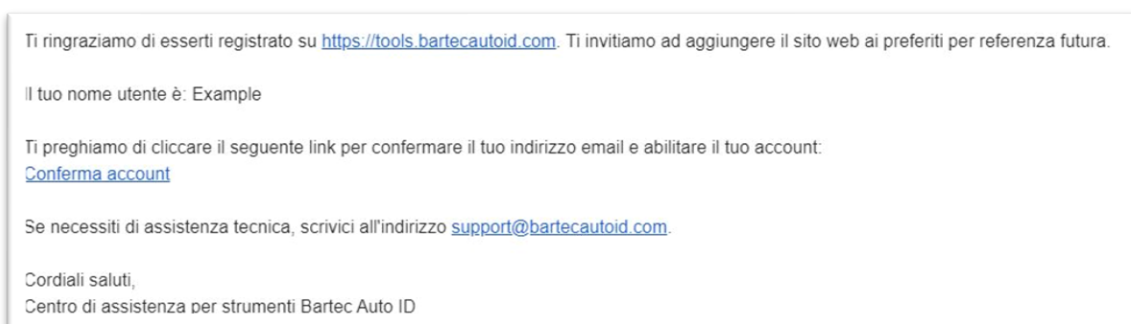 Ti ringraziamo di esserti registrato su https://tools.bartecautoid.com. Ti invitiamo ad aggiungere il sito web ai preferiti per referenza futura.
Il tuo nome utente è: Example
Ti preghiamo di cliccare il seguente link per confermare il tuo indirizzo email e abilitare il tuo account:
Conferma account
Se necessiti di assistenza tecnica, scrivici all'indirizzo support@bartecautoid.com.
Cordiali saluti,
Centro di assistenza per strumenti Bartec Auto ID